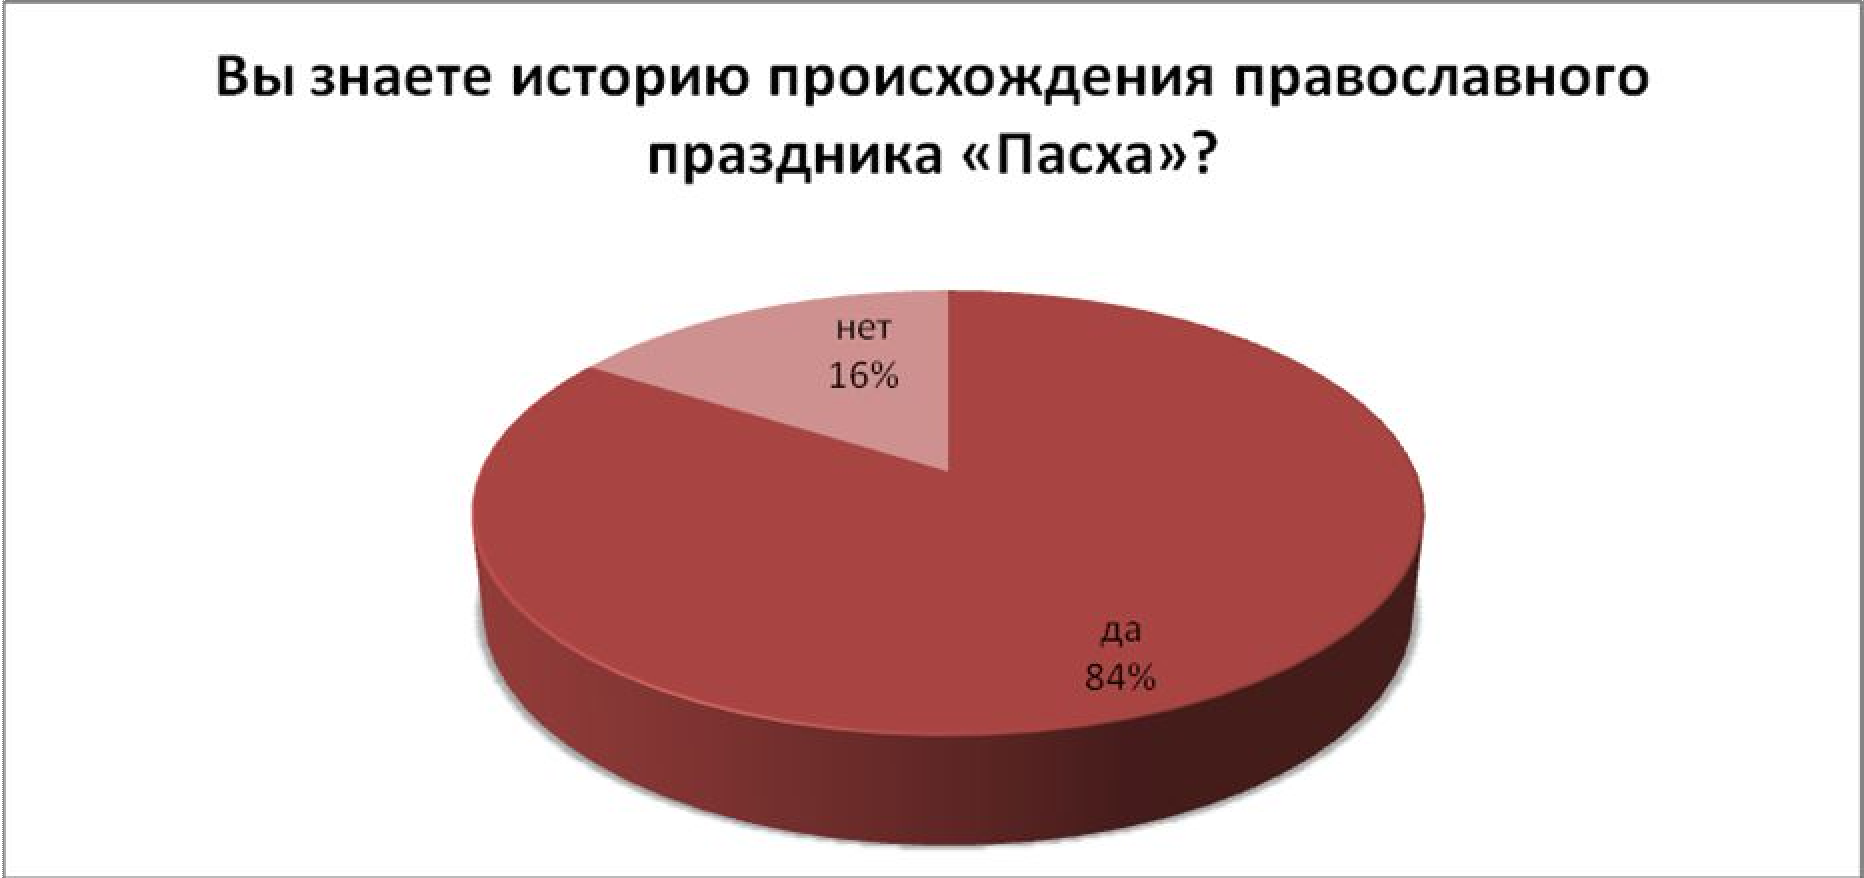 Вы знаете историю происхождения православного
праздника «Пасха»?
нет
16%
да
84%